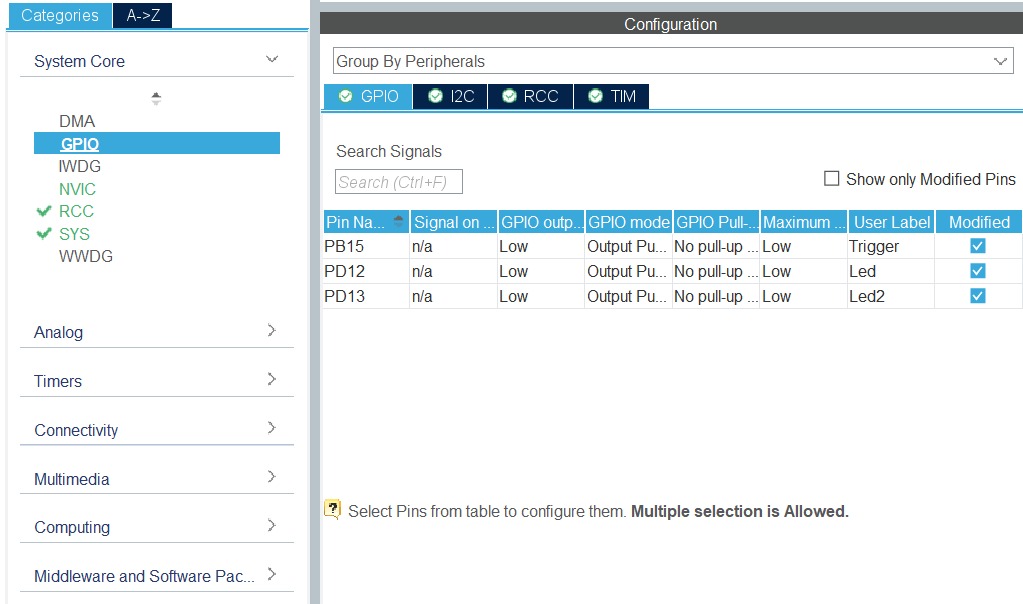 Categories A->Z
System Core
DMA
GPIO
IWDG
NVIC
RCC
SYS
WWDG
Analog
Timers
Connectivity
Multimedia
Computing
Middleware and Software Pac...
Configuration
Group By Peripherals
GPIO I2C RCC TIM
Search Signals
Search (Ctrl+F)
Show only Modified Pins
Pin Na... Signal on ... GPIO outp... GPIO mode GPIO Pull-... Maximum ... User Label Modified
PB15 n/a Low Output Pu... No pull-up ... Low Trigger
PD12 n/a Low Output Pu... No pull-up ... Low Led
PD13 n/a Low Output Pu... No pull-up ... Low Led2
? Select Pins from table to configure them. Multiple selection is Allowed.